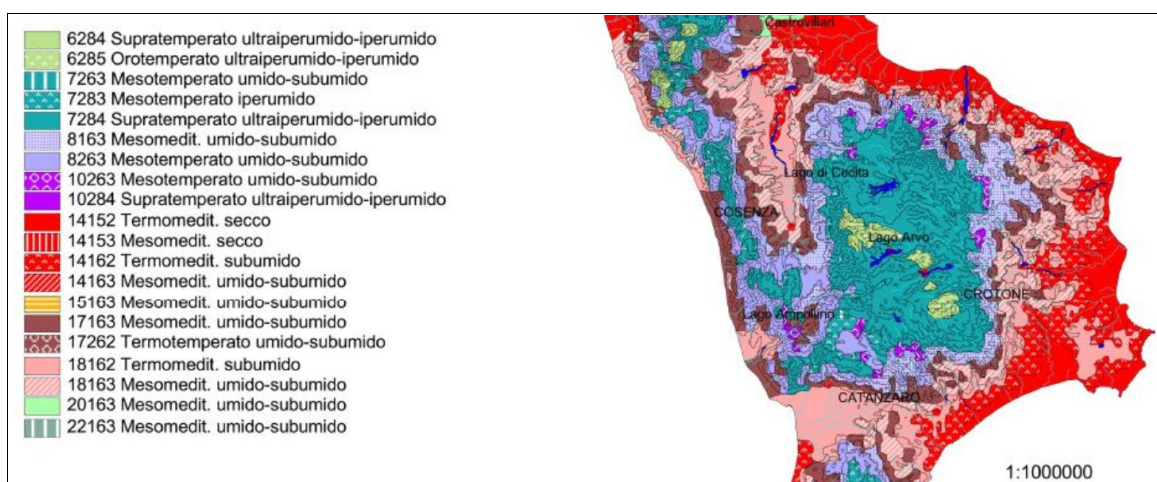 6284 Supratemperato ultraiperumido-iperumido
6285 Orotemperato ultraiperumido-iperumido
7263 Mesotemperato umido-subumido
7283 Mesotemperato iperumido
7284 Supratemperato ultraiperumido-iperumido
8163 Mesomedit. umido-subumido
8263 Mesotemperato umido-subumido
10263 Mesotemperato umido-subumido
10284 Supratemperato ultraiperumido-iperumido
14152 Termomedit. secco
14153 Mesomedit. secco
14162 Termomedit. subumido
14163 Mesomedit. umido-subumido
15163 Mesomedit. umido-subumido
17163 Mesomedit. umido-subumido
17262 Termotemperato umido-subumido
18162 Termomedit. subumido
18163 Mesomedit. umido-subumido
20163 Mesomedit. umido-subumido
22163 Mesomedit. umido-subumido
Castrovillari
Lago di Cecita
COSENZA
Lago Arvo
CROTONE
Lago Ampollino
CATANZARO
1:1000000